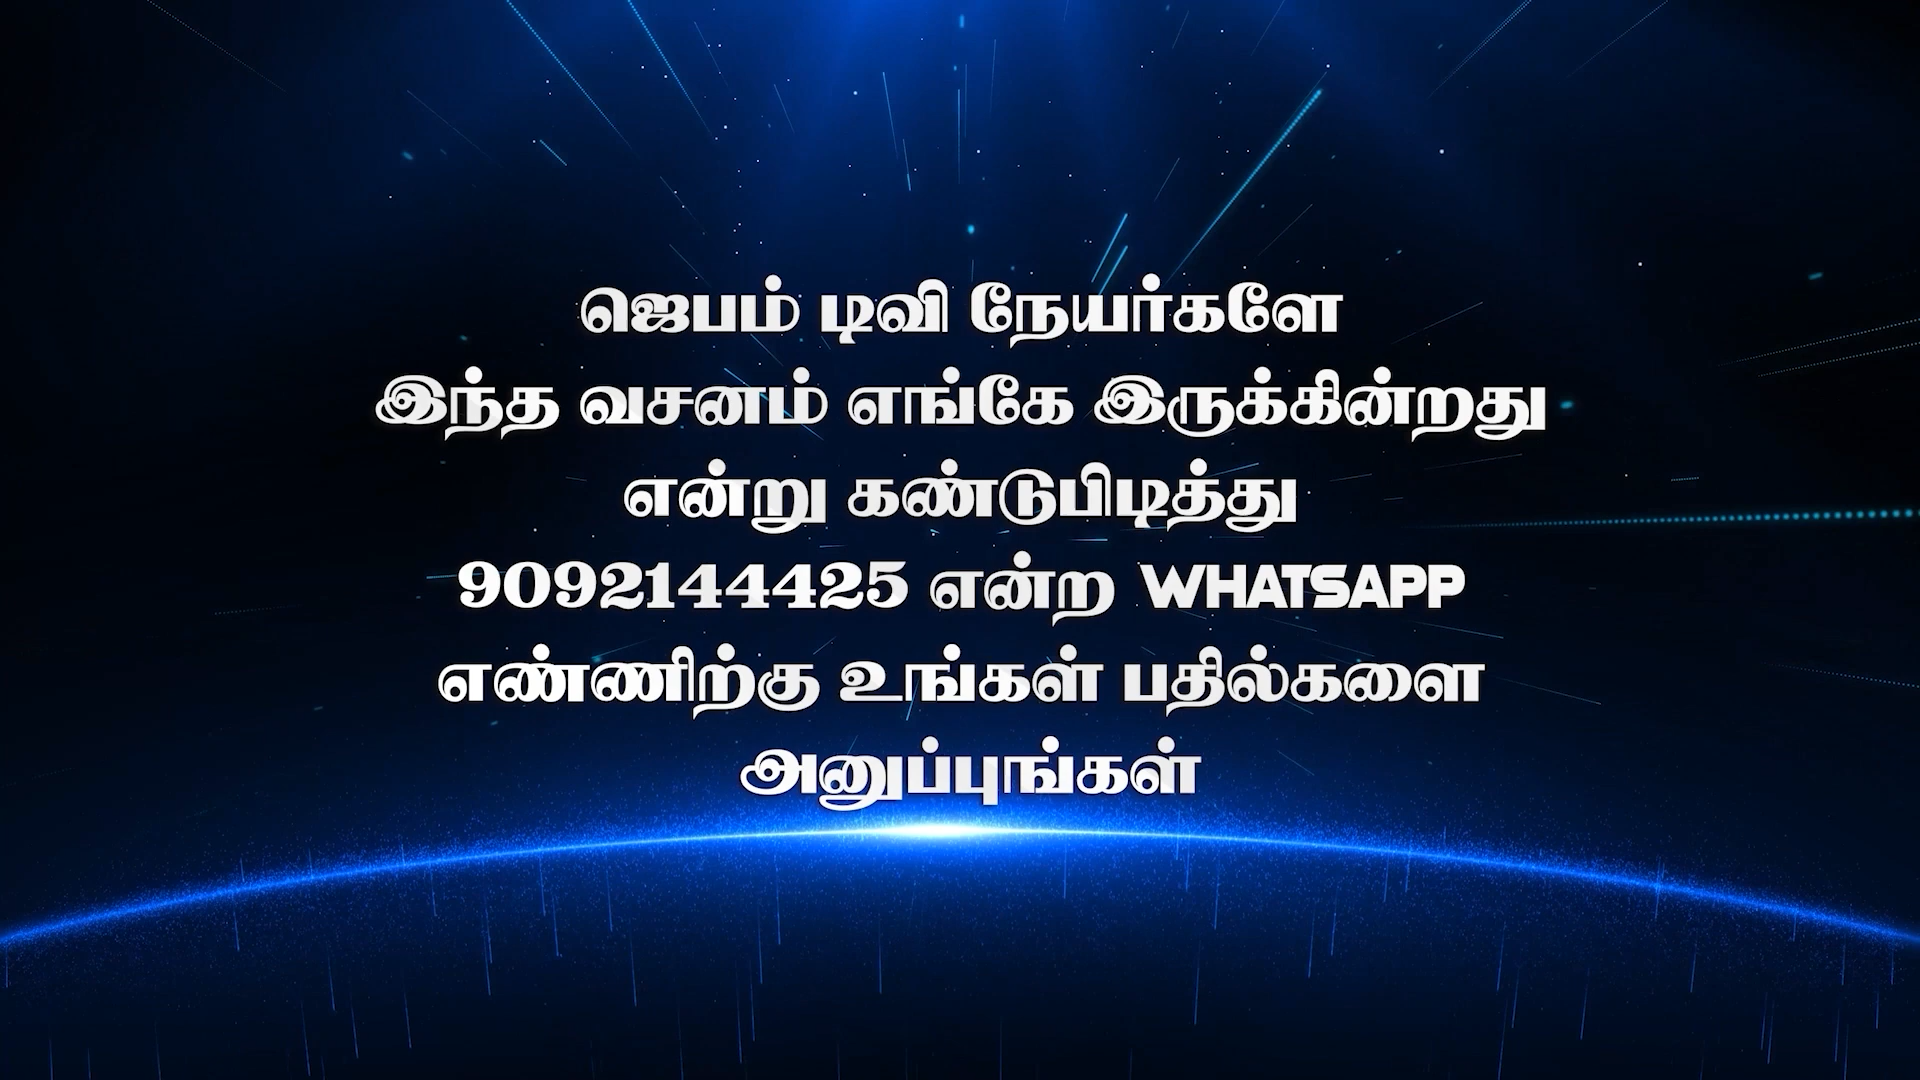 ஜெபம் டிவி நேயர்களே
இந்த வசனம் எங்கே இருக்கின்றது
என்று கண்டுபிடித்து
9092144425 என்ற WHATSAPP
எண்ணிற்கு உங்கள் பதில்களை
அனுப்புங்கள்